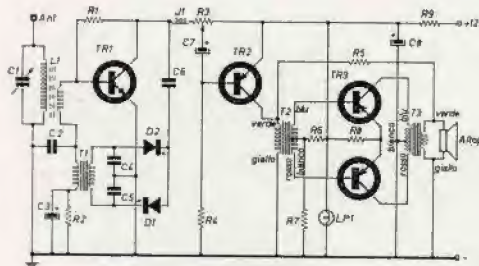 Ant
R1
J1
R3
R9
+12
C7
TR1
TR2
C8
R5
L1
C1
C6
TR3
T2
blu
blu
T3
verde
verde
R6
R8
C2
D2
T1
C4
giallo
rosso
bianco
bianco
rosso
giallo
C5
C3
R2
D1
R4
R7
LP1
-